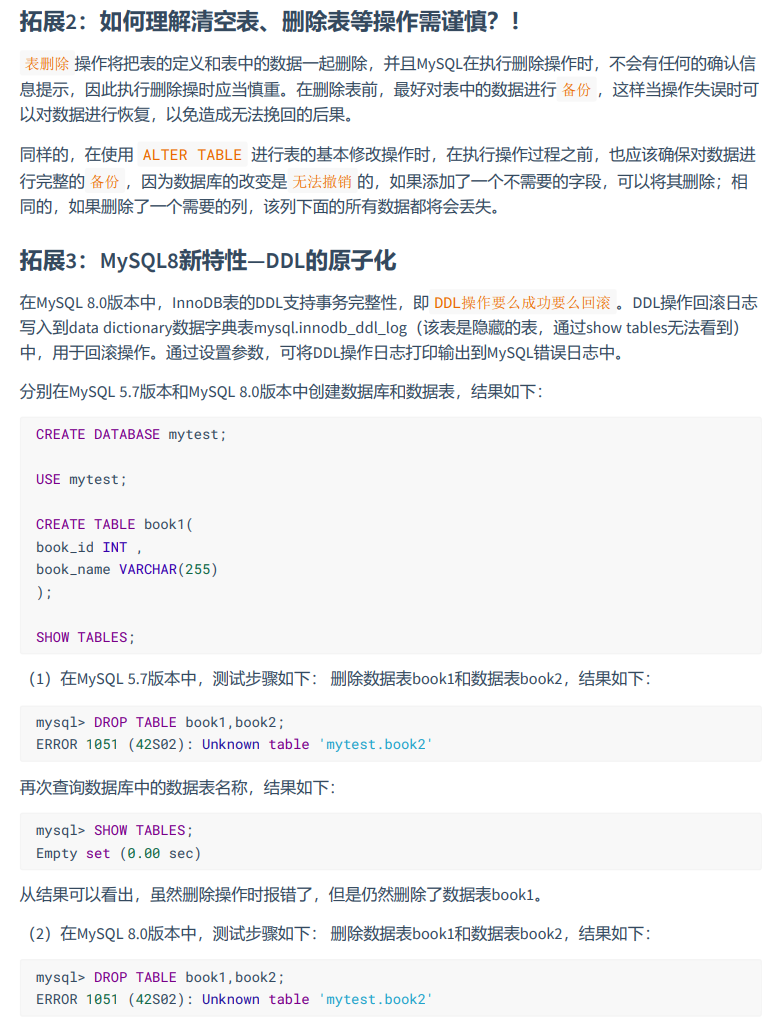 拓展2：如何理解清空表、删除表等操作需谨慎？！
表删除 操作将把表的定义和表中的数据一起删除，并且MySQL在执行删除操作时，不会有任何的确认信
息提示，因此执行删除操时应当慎重。在删除表前，最好对表中的数据进行 备份 ，这样当操作失误时可
以对数据进行恢复，以免造成无法挽回的后果。
同样的，在使用 ALTER TABLE 进行表的基本修改操作时，在执行操作过程之前，也应该确保对数据进
行完整的 备份 ，因为数据库的改变是 无法撤销 的，如果添加了一个不需要的字段，可以将其删除；相
同的，如果删除了一个需要的列，该列下面的所有数据都将会丢失。
拓展3：MySQL8新特性—DDL的原子化
在MySQL 8.0版本中，InnoDB表的DDL支持事务完整性，即 DDL操作要么成功要么回滚 。DDL操作回滚日志
写入到data dictionary数据字典表mysql.innodb_ddl_log（该表是隐藏的表，通过show tables无法看到）
中，用于回滚操作。通过设置参数，可将DDL操作日志打印输出到MySQL错误日志中。
分别在MySQL 5.7版本和MySQL 8.0版本中创建数据库和数据表，结果如下：
CREATE DATABASE mytest;
USE mytest;
CREATE TABLE book1(
book_id INT ,
book_name VARCHAR(255)
);
SHOW TABLES;
（1）在MySQL 5.7版本中，测试步骤如下： 删除数据表book1和数据表book2，结果如下：
mysql> DROP TABLE book1,book2;
ERROR 1051 (42S02): Unknown table 'mytest.book2'
再次查询数据库中的数据表名称，结果如下：
mysql> SHOW TABLES;
Empty set (0.00 sec)
从结果可以看出，虽然删除操作时报错了，但是仍然删除了数据表book1。
（2）在MySQL 8.0版本中，测试步骤如下： 删除数据表book1和数据表book2，结果如下：
mysql> DROP TABLE book1,book2;
ERROR 1051 (42S02): Unknown table 'mytest.book2'